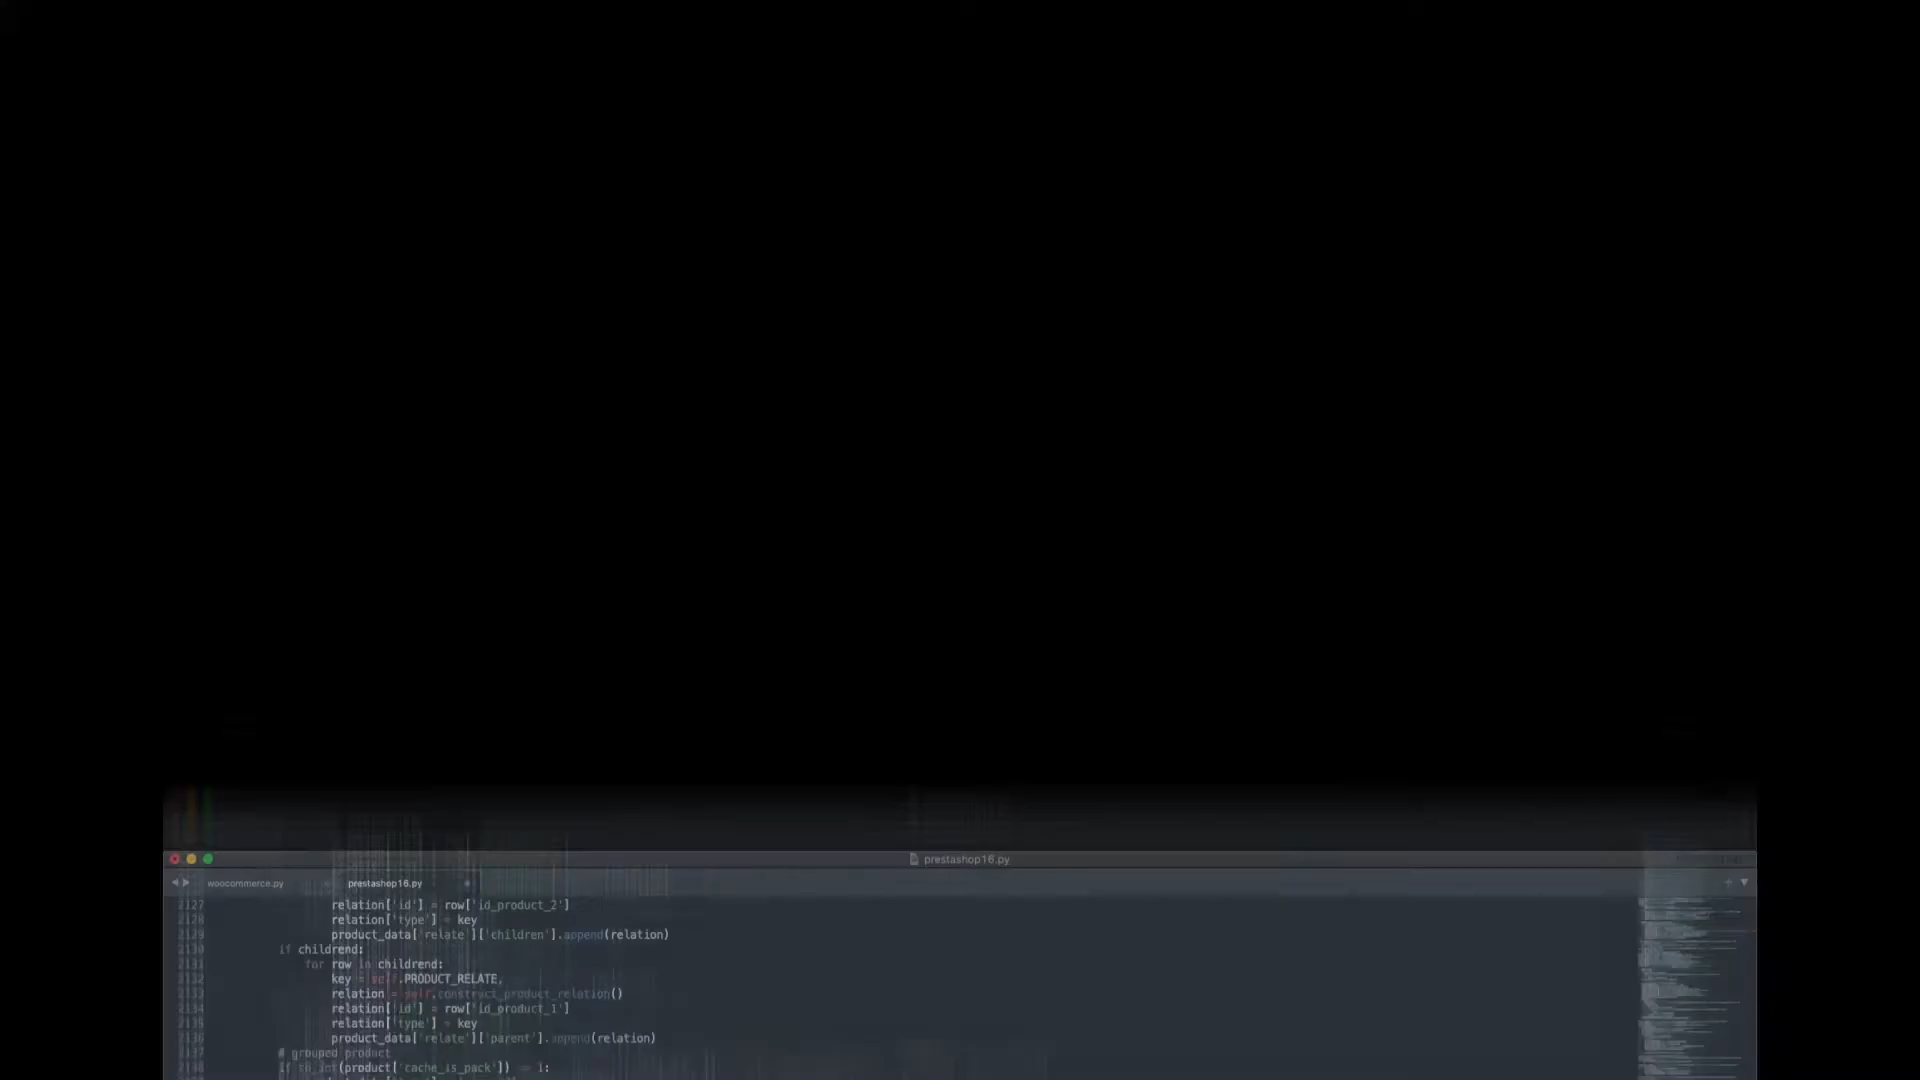 prestashop16.py
woocommerce.py prestashop16.py
2127 relation['id'] = row['id_product_2']
2128 relation['type'] = key
2129 product_data['relate']['children'].append(relation)
2130 if childrend:
2131 for row in childrend:
2132 key = self.PRODUCT_RELATE,
2133 relation = self.construct_product_relation()
2134 relation['id'] = row['id_product_1']
2135 relation['type'] = key
2136 product_data['relate']['parent'].append(relation)
2137 # grouped product
2138 if to_int(product['cache_is_pack']) == 1: